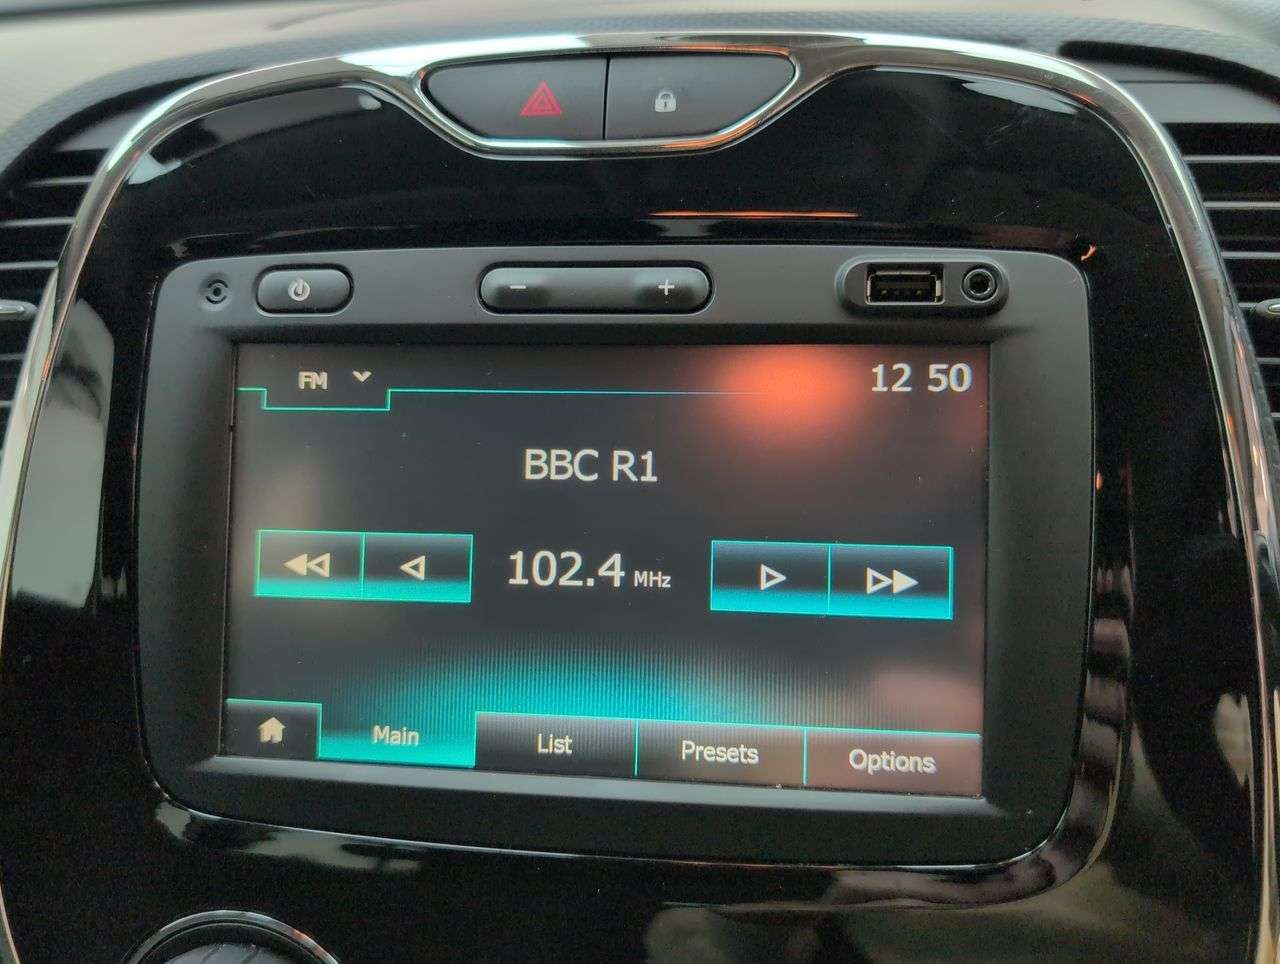 FM
12 50
BBC R1
102.4 MHz
Main
List
Presets
Options